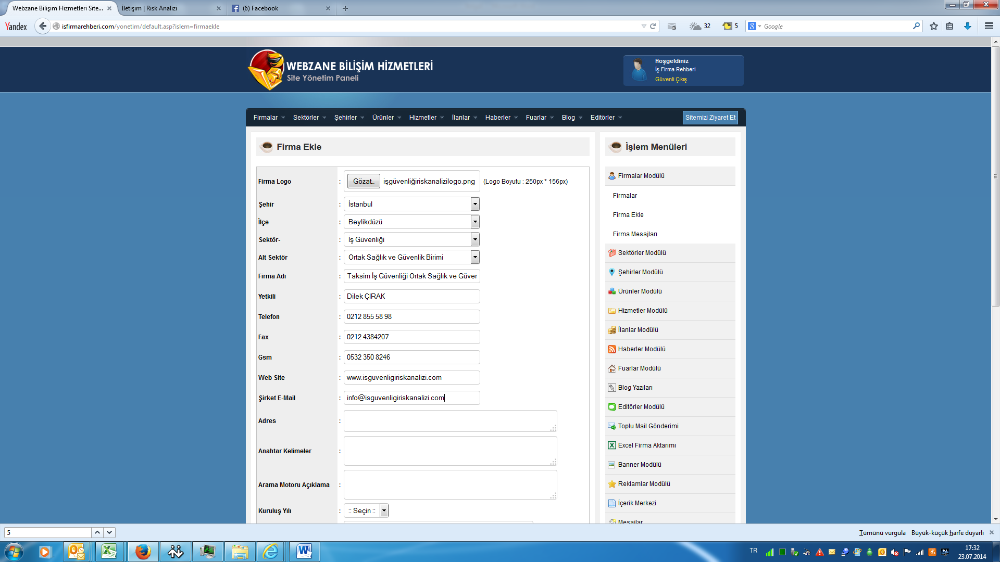 Webzane Bilişim Hizmetleri Site...
İletişim | Risk Analizi
(6) Facebook
Yandex
isfirmarehberi.com/yonetim/default.asp?islem=firmaekle
32
5
Google
WEBZANE BİLİŞİM HİZMETLERİ
Site Yönetim Paneli
Hoşgeldiniz
İş Firma Rehberi
Güvenli Çıkış
Firmalar Sektörler Şehirler Ürünler Hizmetler İlanlar Haberler Fuarlar Blog Editörler Sitemizi Ziyaret Et
Firma Ekle
Firma Logo : Gözat.. işgüvenliğiriskanalizilogo.png (Logo Boyutu : 250px * 156px)
Şehir : İstanbul
İlçe : Beylikdüzü
Sektör- : İş Güvenliği
Alt Sektör : Ortak Sağlık ve Güvenlik Birimi
Firma Adı : Taksim İş Güvenliği Ortak Sağlık ve Güver
Yetkili : Dilek ÇIRAK
Telefon : 0212 855 58 98
Fax : 0212 4384207
Gsm : 0532 350 8246
Web Site : www.isguvenligiriskanalizi.com
Şirket E-Mail : info@isguvenligiriskanalizi.com
Adres :
Anahtar Kelimeler :
Arama Motoru Açıklama :
Kuruluş Yılı : :: Seçin ::
İşlem Menüleri
Firmalar Modülü
Firmalar
Firma Ekle
Firma Mesajları
Sektörler Modülü
Şehirler Modülü
Ürünler Modülü
Hizmetler Modülü
İlanlar Modülü
Haberler Modülü
Fuarlar Modülü
Blog Yazıları
Editörler Modülü
Toplu Mail Gönderimi
Excel Firma Aktarımı
Banner Modülü
Reklamlar Modülü
İçerik Merkezi
Mesajlar
5
Tümünü vurgula Büyük-küçük harfe duyarlı
TR
17:32
23.07.2014